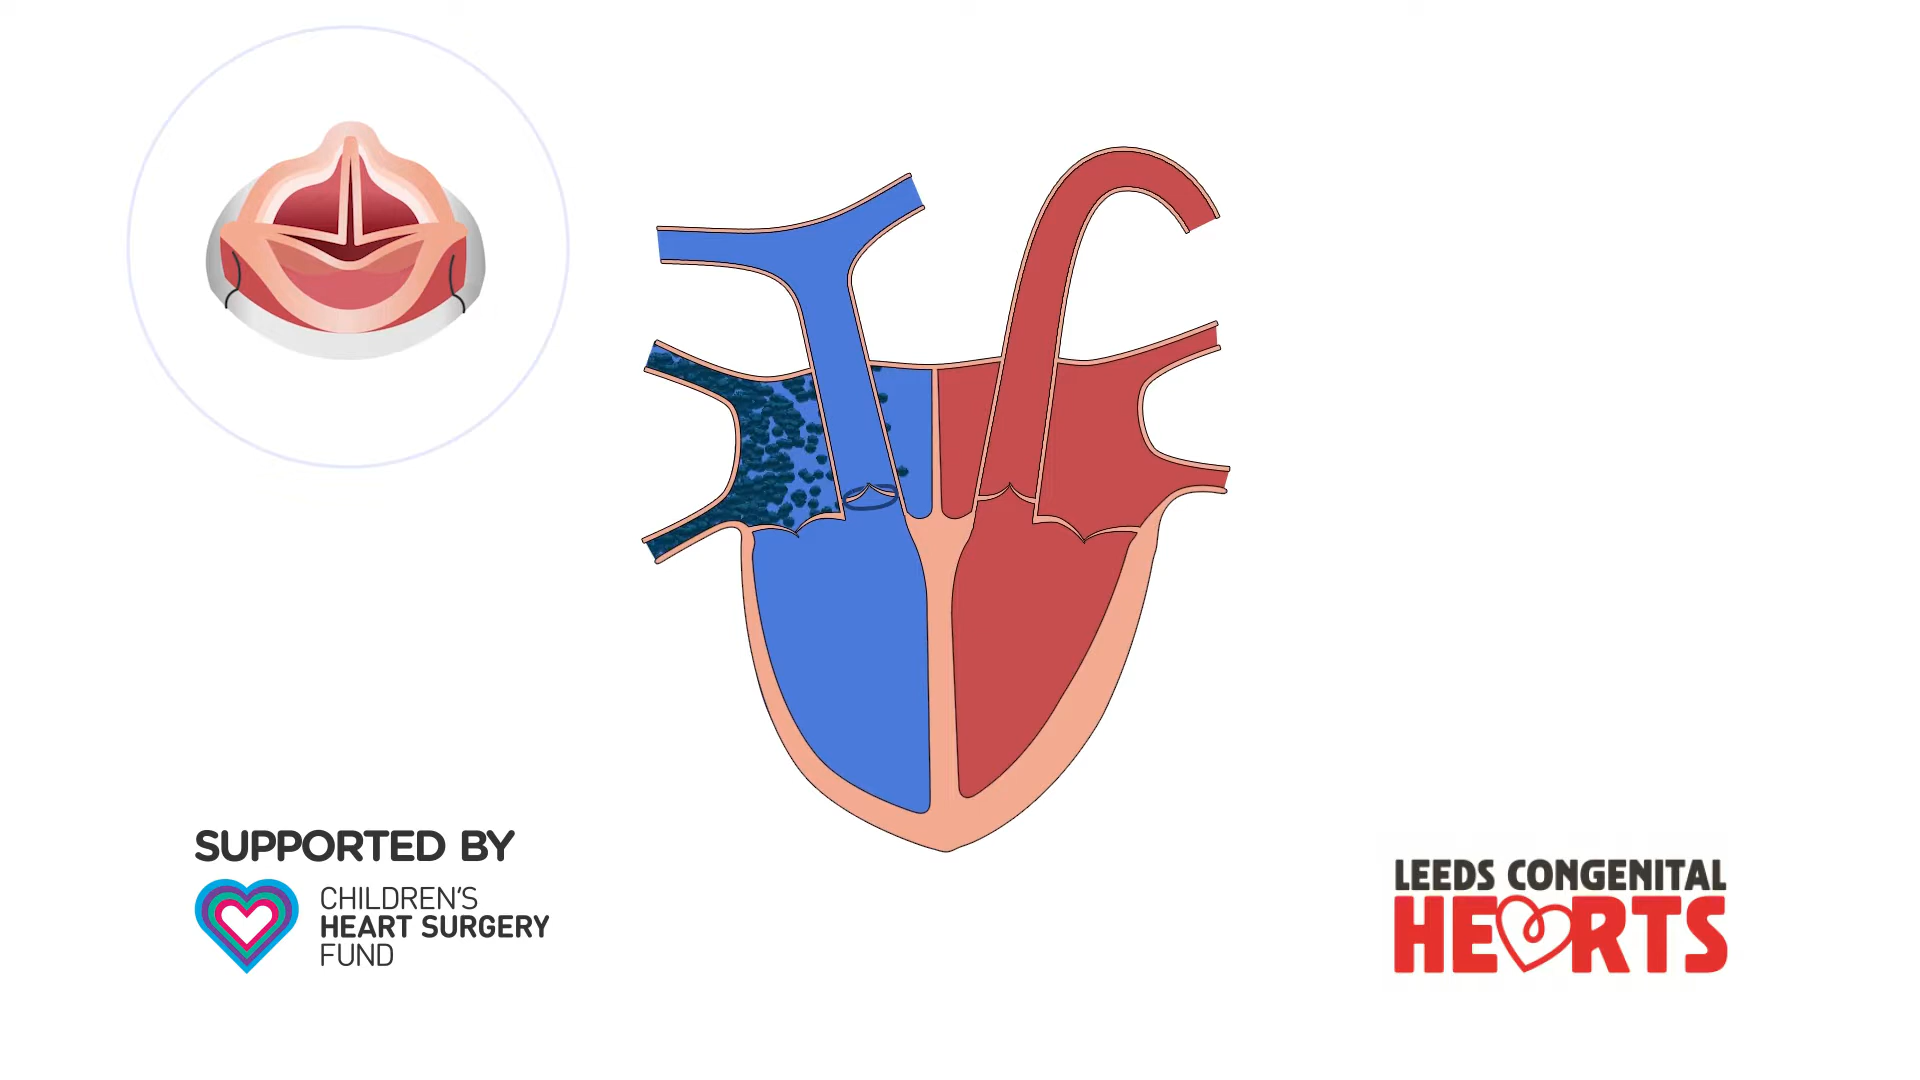 SUPPORTED BY
CHILDREN'S
HEART SURGERY
FUND
LEEDS CONGENITAL
HEARTS